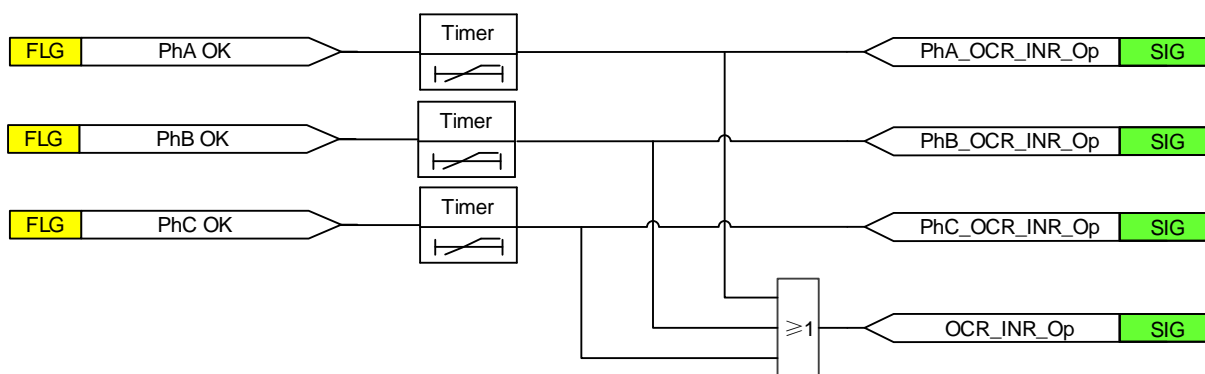 Timer
FLG PhA OK PhA_OCR_INR_Op SIG
Timer
FLG PhB OK PhB_OCR_INR_Op SIG
Timer
FLG PhC OK PhC_OCR_INR_Op SIG
≥1 OCR_INR_Op SIG